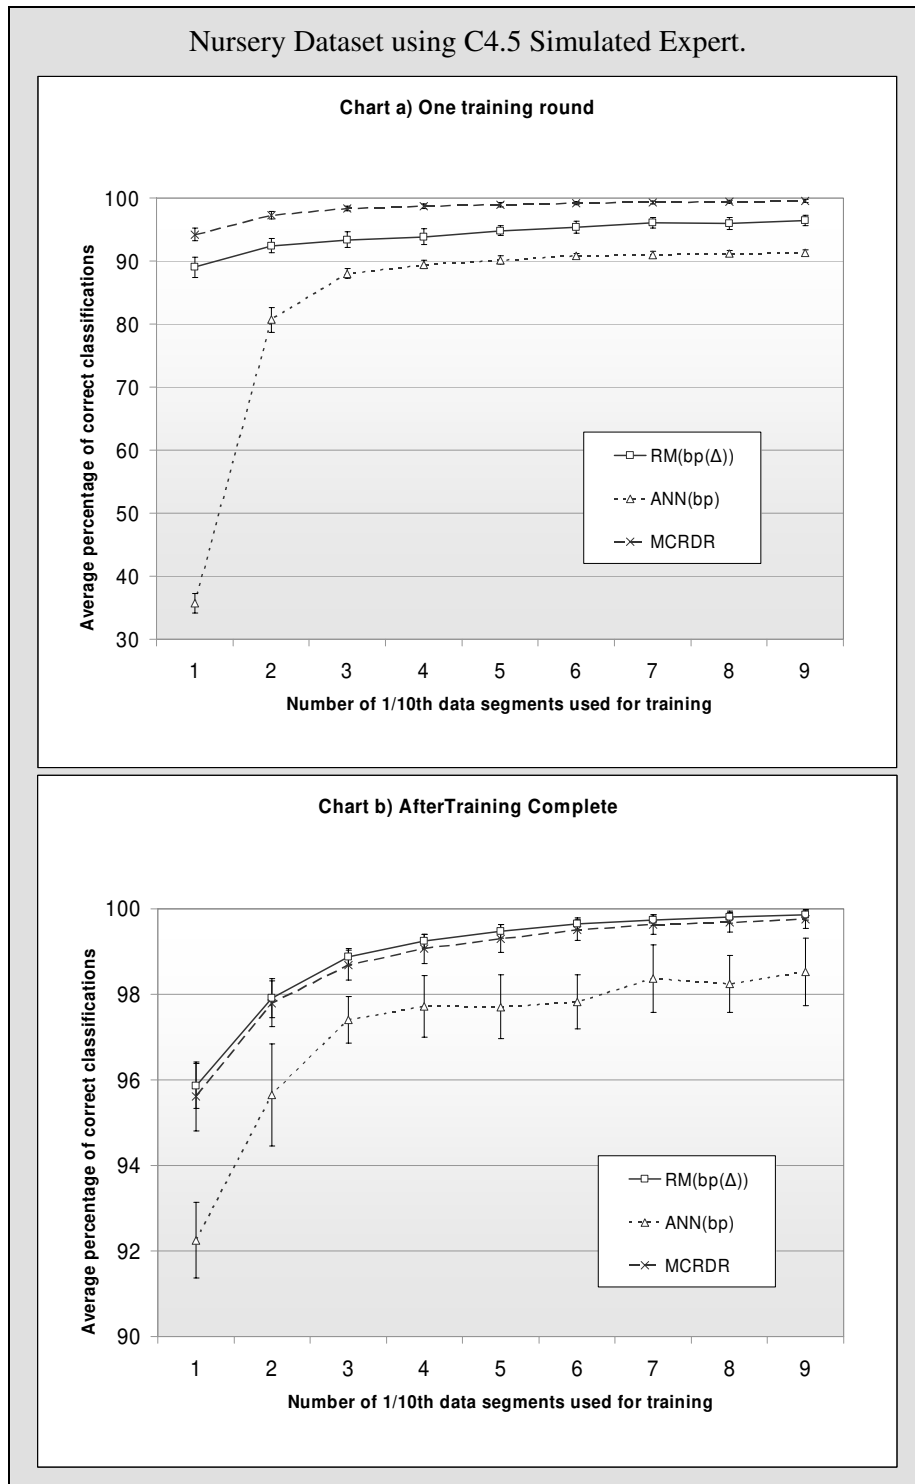 Nursery Dataset using C4.5 Simulated Expert.
Chart a) One training round
Average percentage of correct classifications
100
90
80
70
60
50
40
30
RM(bp(Δ))
ANN(bp)
MCRDR
1 2 3 4 5 6 7 8 9
Number of 1/10th data segments used for training
Chart b) AfterTraining Complete
Average percentage of correct classifications
100
98
96
94
92
90
RM(bp(Δ))
ANN(bp)
MCRDR
1 2 3 4 5 6 7 8 9
Number of 1/10th data segments used for training